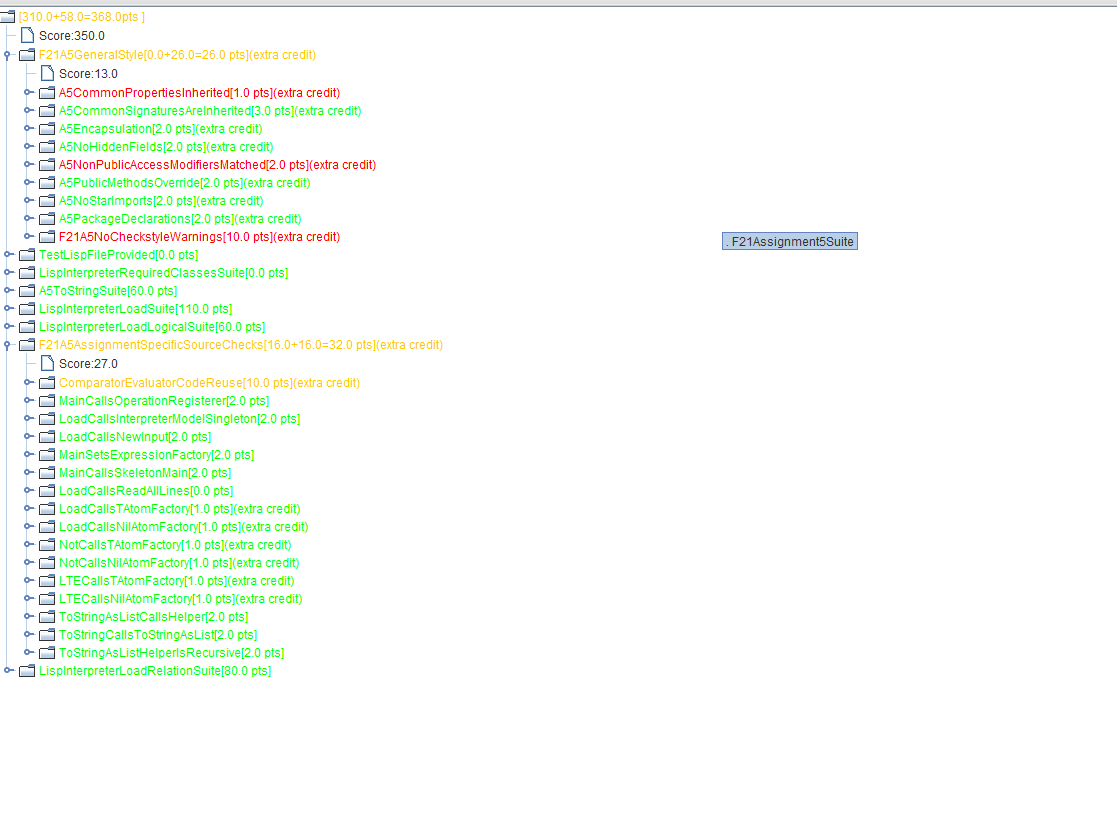 [310.0+58.0=368.0pts ]
Score:350.0
F21A5GeneralStyle[0.0+26.0=26.0 pts](extra credit)
Score:13.0
A5CommonPropertiesInherited[1.0 pts](extra credit)
A5CommonSignaturesAreInherited[3.0 pts](extra credit)
A5Encapsulation[2.0 pts](extra credit)
A5NoHiddenFields[2.0 pts](extra credit)
A5NonPublicAccessModifiersMatched[2.0 pts](extra credit)
A5PublicMethodsOverride[2.0 pts](extra credit)
A5NoStarImports[2.0 pts](extra credit)
A5PackageDeclarations[2.0 pts](extra credit)
F21A5NoCheckstyleWarnings[10.0 pts](extra credit)
. F21Assignment5Suite
TestLispFileProvided[0.0 pts]
LispInterpreterRequiredClassesSuite[0.0 pts]
A5ToStringSuite[60.0 pts]
LispInterpreterLoadSuite[110.0 pts]
LispInterpreterLoadLogicalSuite[60.0 pts]
F21A5AssignmentSpecificSourceChecks[16.0+16.0=32.0 pts](extra credit)
Score:27.0
ComparatorEvaluatorCodeReuse[10.0 pts](extra credit)
MainCallsOperationRegisterer[2.0 pts]
LoadCallsInterpreterModelSingleton[2.0 pts]
LoadCallsNewInput[2.0 pts]
MainSetsExpressionFactory[2.0 pts]
MainCallsSkeletonMain[2.0 pts]
LoadCallsReadAllLines[0.0 pts]
LoadCallsTAtomFactory[1.0 pts](extra credit)
LoadCallsNilAtomFactory[1.0 pts](extra credit)
NotCallsTAtomFactory[1.0 pts](extra credit)
NotCallsNilAtomFactory[1.0 pts](extra credit)
LTECallsTAtomFactory[1.0 pts](extra credit)
LTECallsNilAtomFactory[1.0 pts](extra credit)
ToStringAsListCallsHelper[2.0 pts]
ToStringCallsToStringAsList[2.0 pts]
ToStringAsListHelperIsRecursive[2.0 pts]
LispInterpreterLoadRelationSuite[80.0 pts]